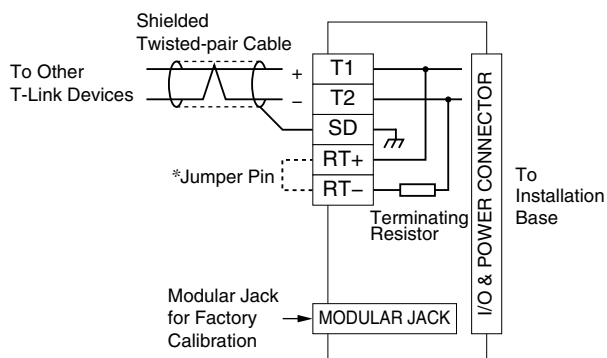 Shielded
Twisted-pair Cable
To Other
T-Link Devices
+
–
T1
T2
SD
RT+
RT–
*Jumper Pin
Terminating
Resistor
I/O & POWER CONNECTOR
To
Installation
Base
Modular Jack
for Factory
Calibration
MODULAR JACK